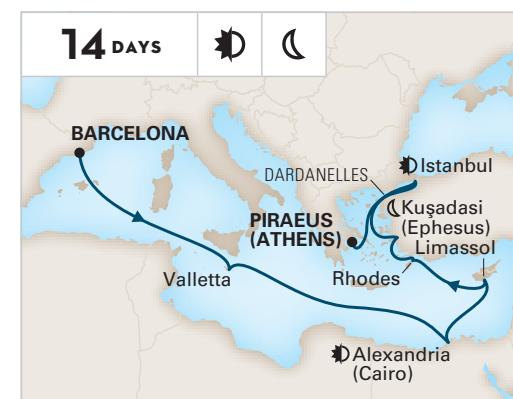 14 DAYS
BARCELONA
DARDANELLES
Istanbul
PIRAEUS
(ATHENS)
Kuşadasi
(Ephesus)
Limassol
Valletta
Rhodes
Alexandria
(Cairo)